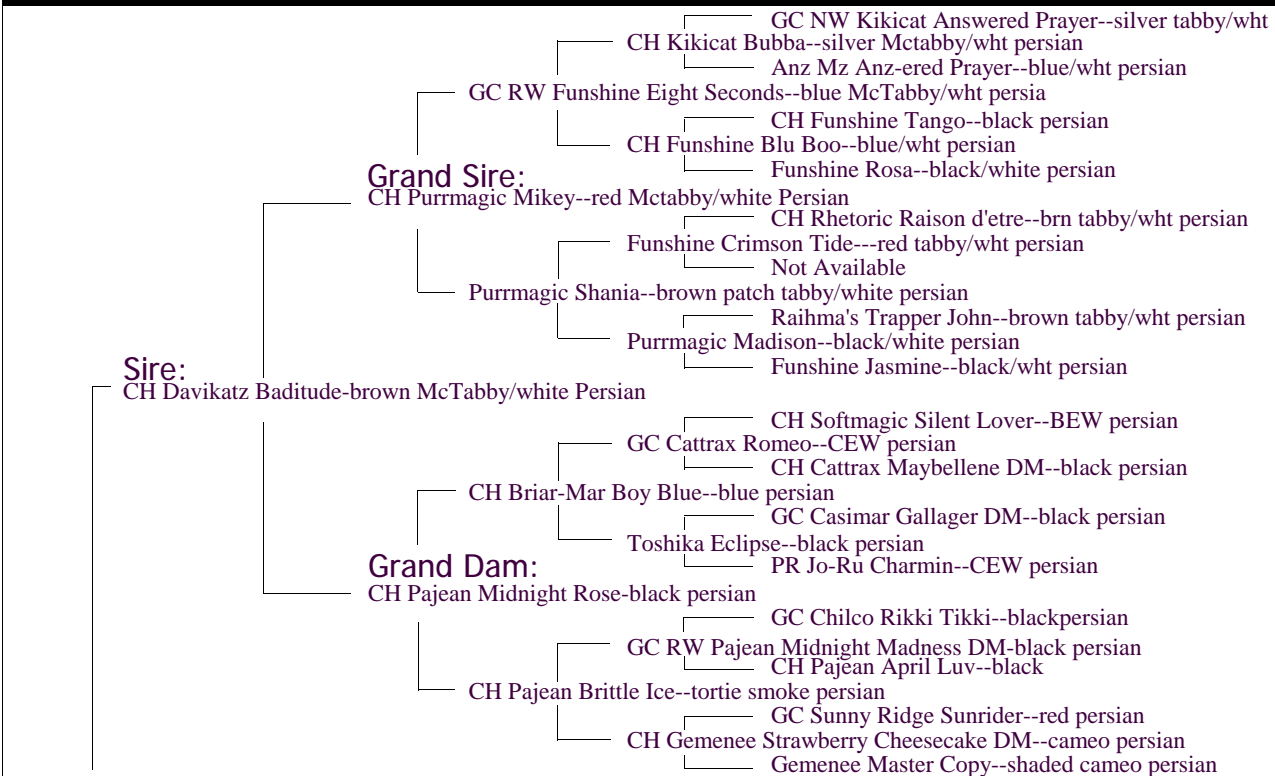 GC NW Kikicat Answered Prayer--silver tabby/wht
CH Kikicat Bubba--silver Mctabby/wht persian
Anz Mz Anz-ered Prayer--blue/wht persian
GC RW Funshine Eight Seconds--blue McTabby/wht persia
CH Funshine Tango--black persian
CH Funshine Blu Boo--blue/wht persian
Funshine Rosa--black/white persian
Grand Sire:
CH Purrmagic Mikey--red Mctabby/white Persian
CH Rhetoric Raison d'etre--brn tabby/wht persian
Funshine Crimson Tide---red tabby/wht persian
Not Available
Purrmagic Shania--brown patch tabby/white persian
Raihma's Trapper John--brown tabby/wht persian
Purrmagic Madison--black/white persian
Funshine Jasmine--black/wht persian
Sire:
CH Davikatz Baditude-brown McTabby/white Persian
CH Softmagic Silent Lover--BEW persian
GC Cattrax Romeo--CEW persian
CH Cattrax Maybellene DM--black persian
CH Briar-Mar Boy Blue--blue persian
GC Casimar Gallager DM--black persian
Toshika Eclipse--black persian
PR Jo-Ru Charmin--CEW persian
Grand Dam:
CH Pajean Midnight Rose-black persian
GC Chilco Rikki Tikki--blackpersian
GC RW Pajean Midnight Madness DM-black persian
CH Pajean April Luv--black
CH Pajean Brittle Ice--tortie smoke persian
GC Sunny Ridge Sunrider--red persian
CH Gemenee Strawberry Cheesecake DM--cameo persian
Gemenee Master Copy--shaded cameo persian